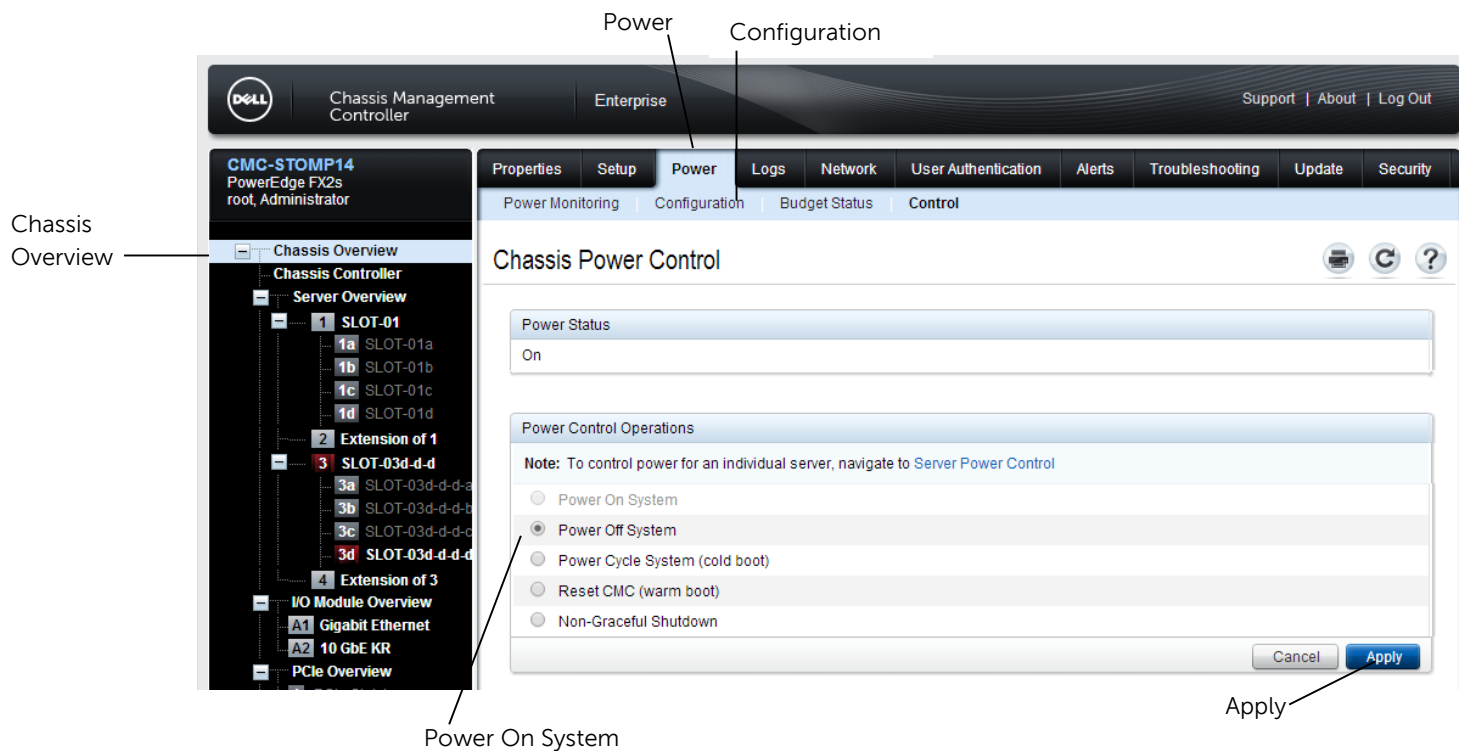 Power
Configuration
DELL
Chassis Management
Controller
Enterprise
Support | About | Log Out
CMC-STOMP14
PowerEdge FX2s
root, Administrator
Properties Setup Power Logs Network User Authentication Alerts Troubleshooting Update Security
Power Monitoring Configuration Budget Status Control
Chassis
Overview
Chassis Overview
Chassis Controller
Server Overview
1 SLOT-01
1a SLOT-01a
1b SLOT-01b
1c SLOT-01c
1d SLOT-01d
2 Extension of 1
3 SLOT-03d-d-d
3a SLOT-03d-d-d-a
3b SLOT-03d-d-d-b
3c SLOT-03d-d-d-c
3d SLOT-03d-d-d-d
4 Extension of 3
I/O Module Overview
A1 Gigabit Ethernet
A2 10 GbE KR
PCIe Overview
Chassis Power Control
?
Power Status
On
Power Control Operations
Note: To control power for an individual server, navigate to Server Power Control
Power On System
Power Off System
Power Cycle System (cold boot)
Reset CMC (warm boot)
Non-Graceful Shutdown
Cancel Apply
Apply
Power On System